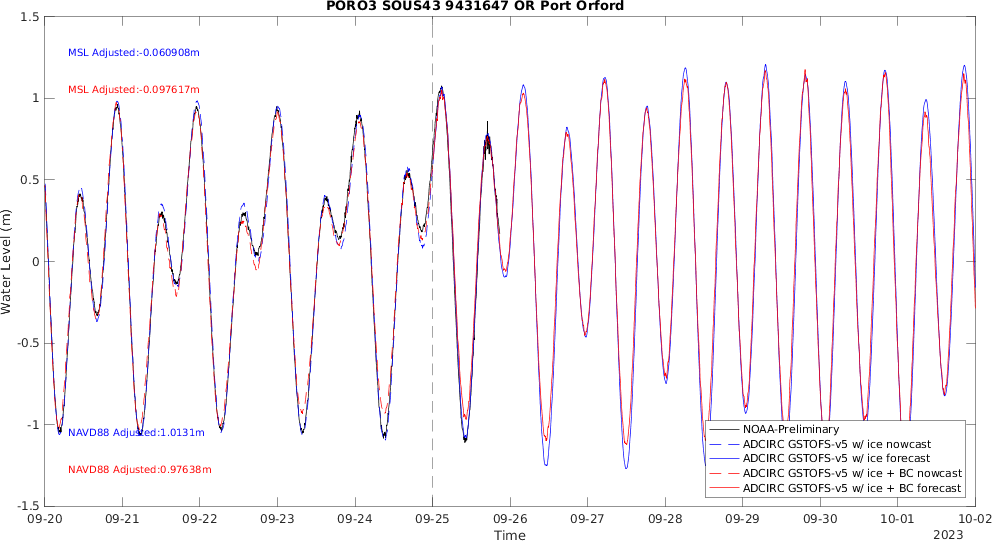 PORO3 SOUS43 9431647 OR Port Orford
1.5
1
0.5
0
-0.5
-1
-1.5
Water Level (m)
MSL Adjusted:-0.060908m
MSL Adjusted:-0.097617m
NAVD88 Adjusted:1.0131m
NAVD88 Adjusted:0.97638m
NOAA-Preliminary
ADCIRC GSTOFS-v5 w/ ice nowcast
ADCIRC GSTOFS-v5 w/ ice forecast
ADCIRC GSTOFS-v5 w/ ice + BC nowcast
ADCIRC GSTOFS-v5 w/ ice + BC forecast
09-20 09-21 09-22 09-23 09-24 09-25 09-26 09-27 09-28 09-29 09-30 10-01 10-02
Time
2023